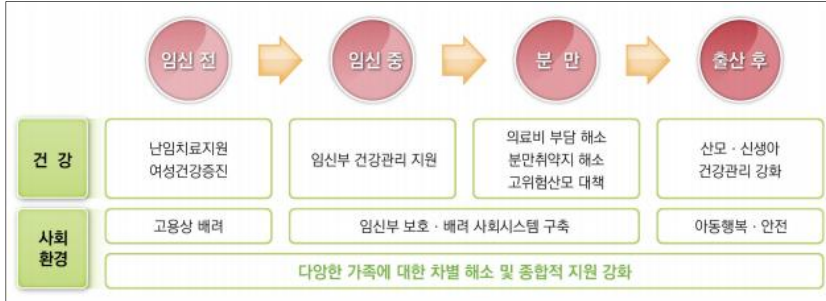 임신 전
임신 중
분 만
출산 후
건 강
난임치료지원
여성건강증진
임신부 건강관리 지원
의료비 부담 해소
분만취약지 해소
고위험산모 대책
산모 · 신생아
건강관리 강화
사회
환경
고용상 배려
임신부 보호 · 배려 사회시스템 구축
아동행복 · 안전
다양한 가족에 대한 차별 해소 및 종합적 지원 강화